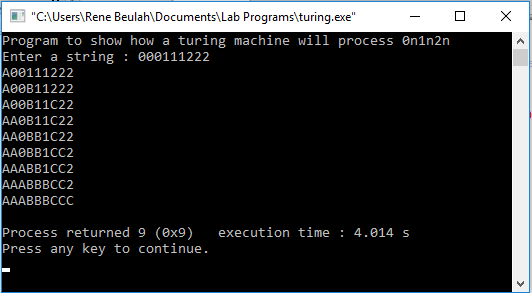 "C:\Users\Rene Beulah\Documents\Lab Programs\turing.exe"
Program to show how a turing machine will process 0n1n2n
Enter a string : 000111222
A00111222
A00B11222
A00B11C22
AA0B11C22
AA0BB1C22
AA0BB1CC2
AAABB1CC2
AAABBBCC2
AAABBBCCC
Process returned 9 (0x9)   execution time : 4.014 s
Press any key to continue.